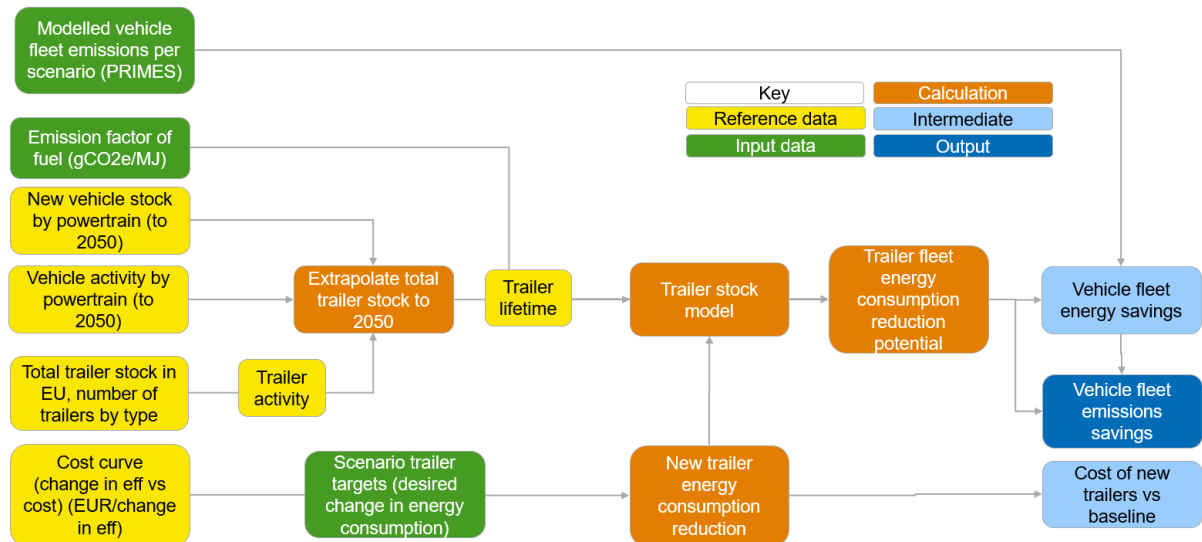 Modelled vehicle
fleet emissions per
scenario (PRIMES)
Key
Calculation
Reference data
Intermediate
Input data
Output
Emission factor of
fuel (gCO2e/MJ)
New vehicle stock
by powertrain (to
2050)
Vehicle activity by
powertrain (to
2050)
Extrapolate total
trailer stock to
2050
Trailer
lifetime
Trailer stock
model
Trailer fleet
energy
consumption
reduction
potential
Vehicle fleet
energy savings
Total trailer stock in
EU, number of
trailers by type
Trailer
activity
Vehicle fleet
emissions
savings
Cost curve
(change in eff vs
cost) (EUR/change
in eff)
Scenario trailer
targets (desired
change in energy
consumption)
New trailer
energy
consumption
reduction
Cost of new
trailers vs
baseline